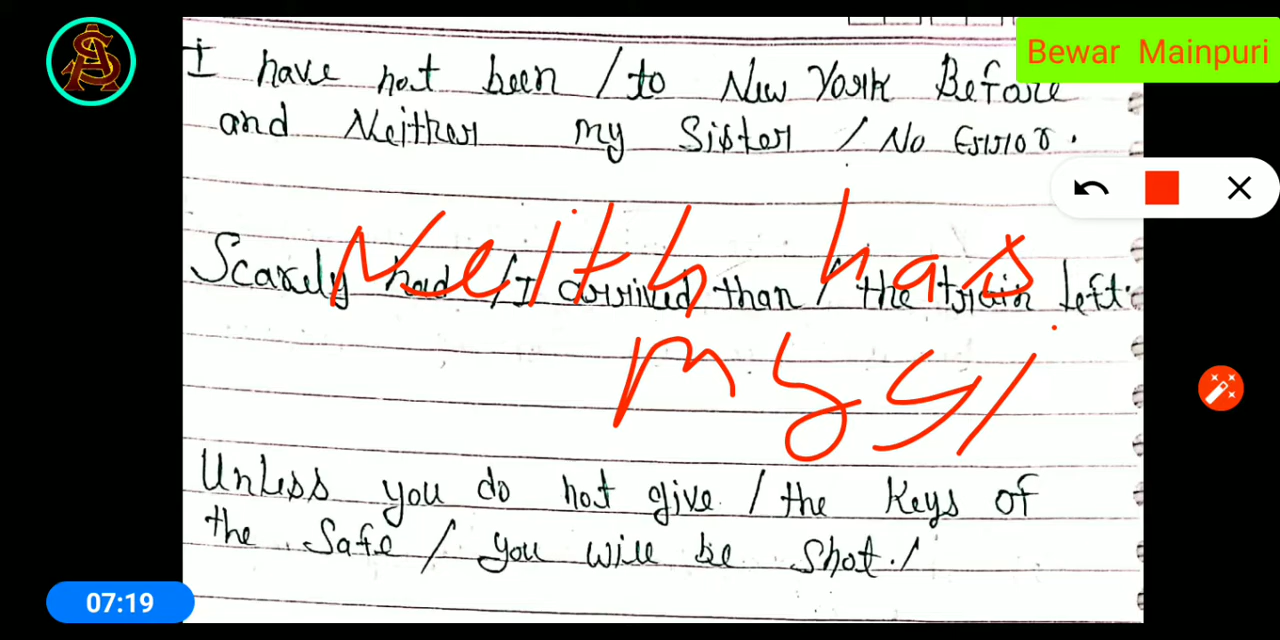 Bewar Mainpuri
I have not been / to New York Before
and Neither my Sister / No Error.
Neith has
Scarely had / I arrived than / the train left.
my si
Unless you do not give / the Keys of
the Safe / you will be Shot. /
07:19